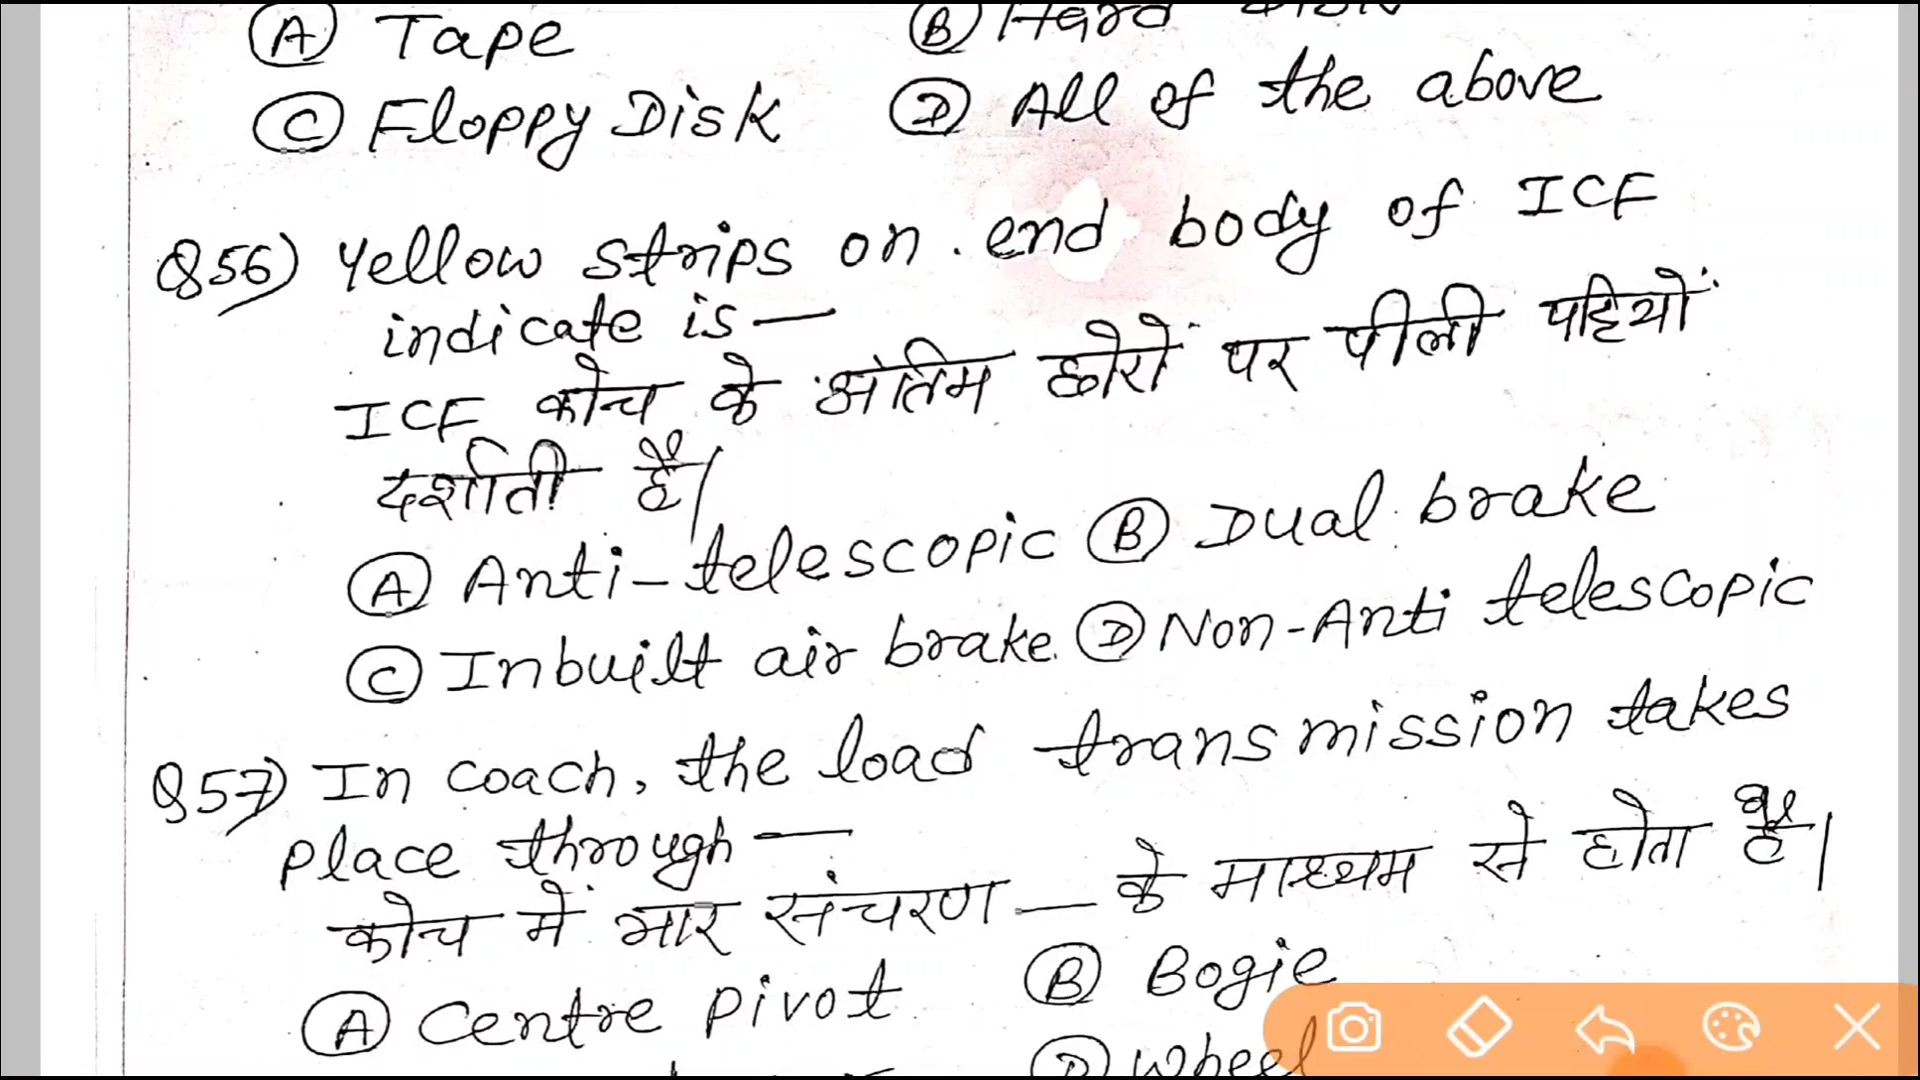 (A) Tape (B) Hard
(C) Floppy Disk (D) All of the above
Q56) Yellow strips on end body of ICF
indicate is —
ICF कोच के अंतिम छोरों पर पीली पट्टियों
दर्शाती है।
(A) Anti-telescopic (B) Dual brake
(C) Inbuilt air brake (D) Non-Anti telescopic
Q57) In coach, the load transmission takes
place through —
कोच में भार संचरण — के माध्यम से होता है।
(A) Centre pivot (B) Bogie
(D) wheel